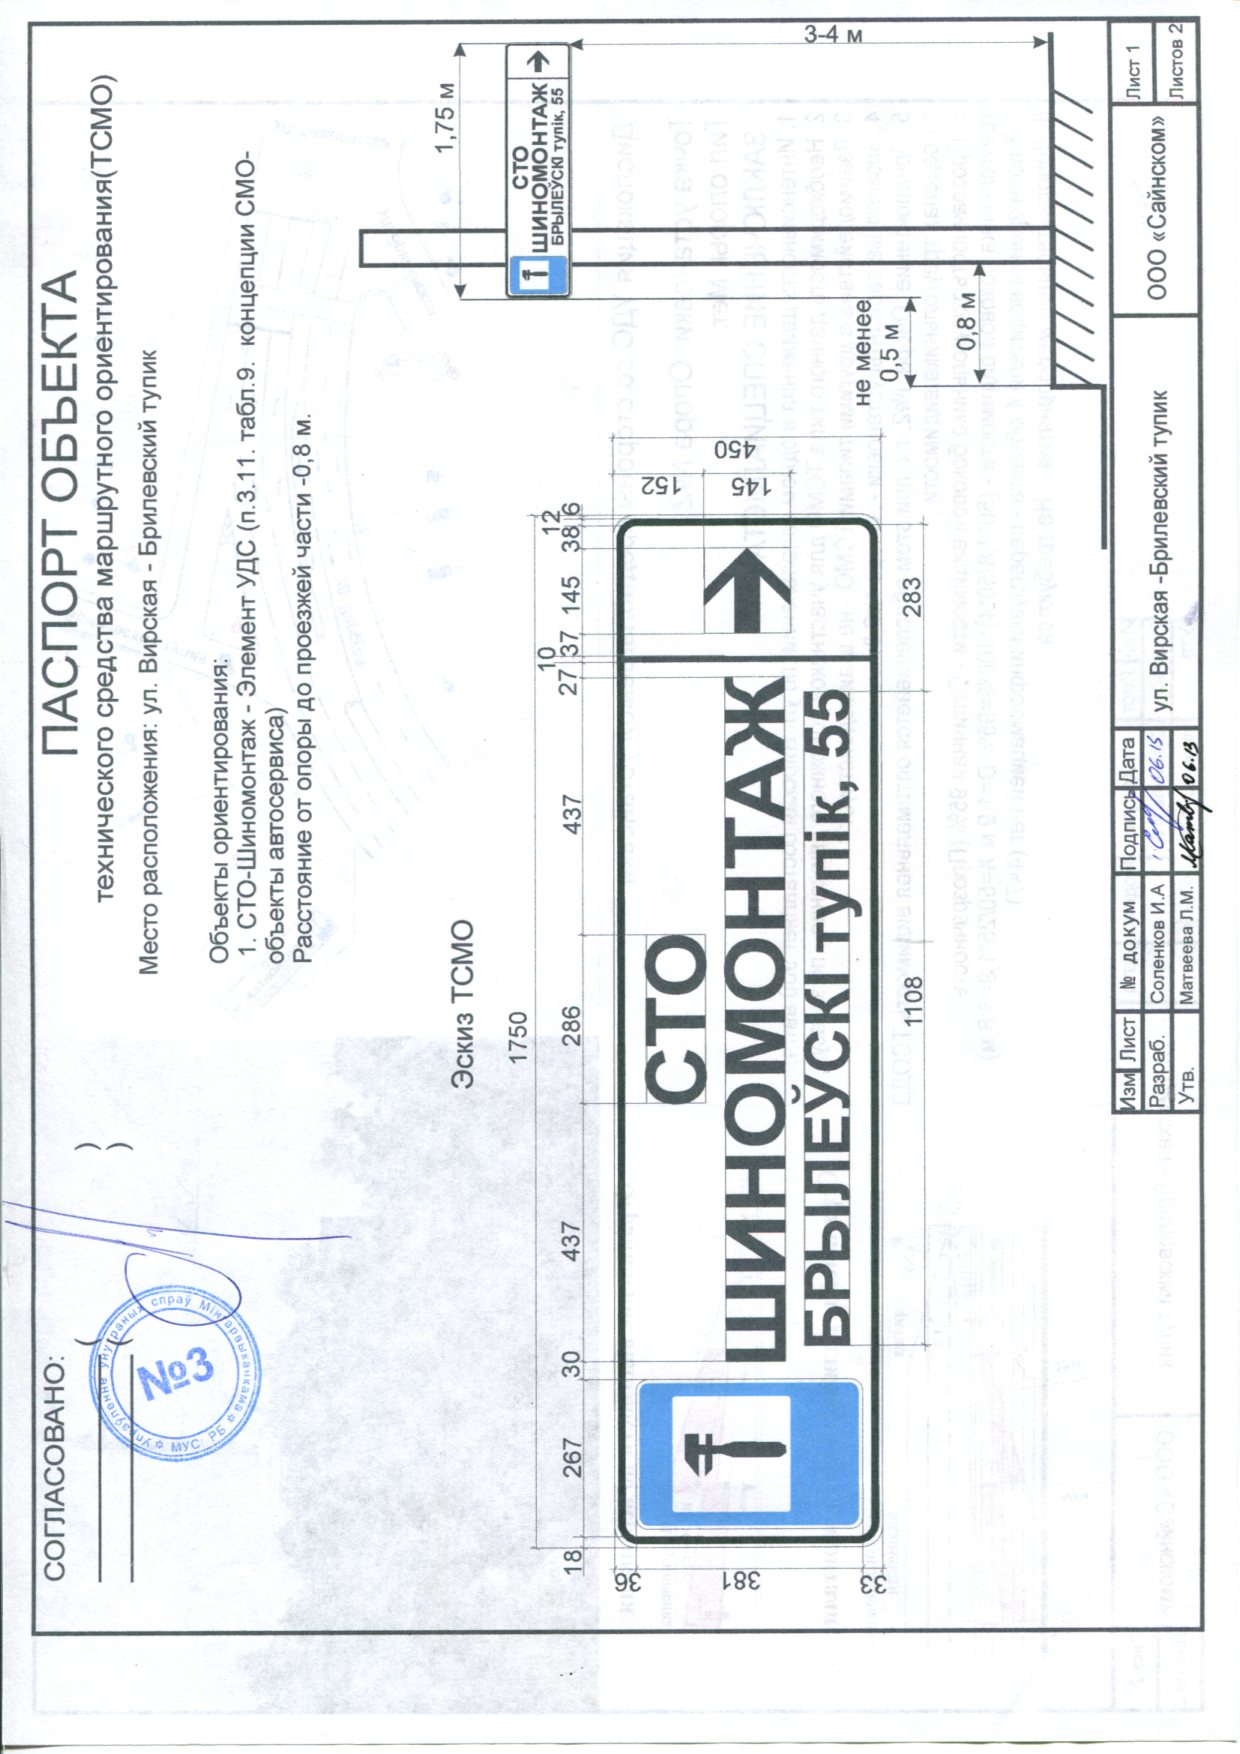 СОГЛАСОВАНО:
( )
( )
Упраўленне унутраных спраў Мінгарвыканкама
МУС РБ
№3
ПАСПОРТ ОБЪЕКТА
технического средства маршрутного ориентирования(ТСМО)
Место расположения: ул. Вирская - Брилевский тупик
Объекты ориентирования:
1. СТО-Шиномонтаж - Элемент УДС (п.3.11. табл.9. концепции СМО-
объекты автосервиса)
Расстояние от опоры до проезжей части -0,8 м.
Эскиз ТСМО
1750
18 267 30 437 286 437 27 10 37 145 38 12 6
36 381 33
152 145 450
СТО
ШИНОМОНТАЖ
БРЫЛЕЎСКІ тупік, 55
1108 283
1,75 м
СТО
ШИНОМОНТАЖ
БРЫЛЕЎСКІ тупік, 55
3-4 м
не менее
0,5 м
0,8 м
Изм Лист № докум Подпись Дата
Разраб. Соленков И.А 06.13
Утв. Матвеева Л.М. 06.13
ул. Вирская -Брилевский тупик
ООО «Сайнском»
Лист 1
Листов 2